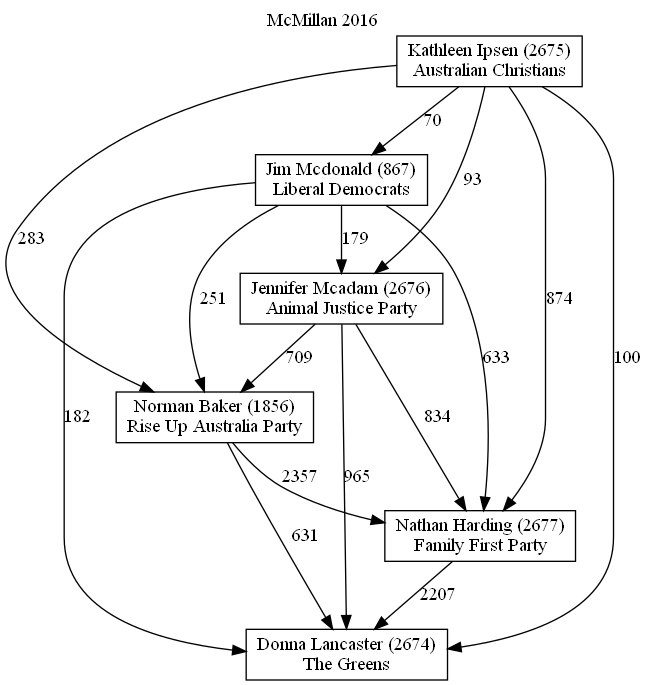 McMillan 2016
Kathleen Ipsen (2675)
Australian Christians
70
Jim Mcdonald (867)
Liberal Democrats
93
283
179
Jennifer Mcadam (2676)
Animal Justice Party
251
874
633
100
709
Norman Baker (1856)
Rise Up Australia Party
182
834
2357
965
Nathan Harding (2677)
Family First Party
631
2207
Donna Lancaster (2674)
The Greens